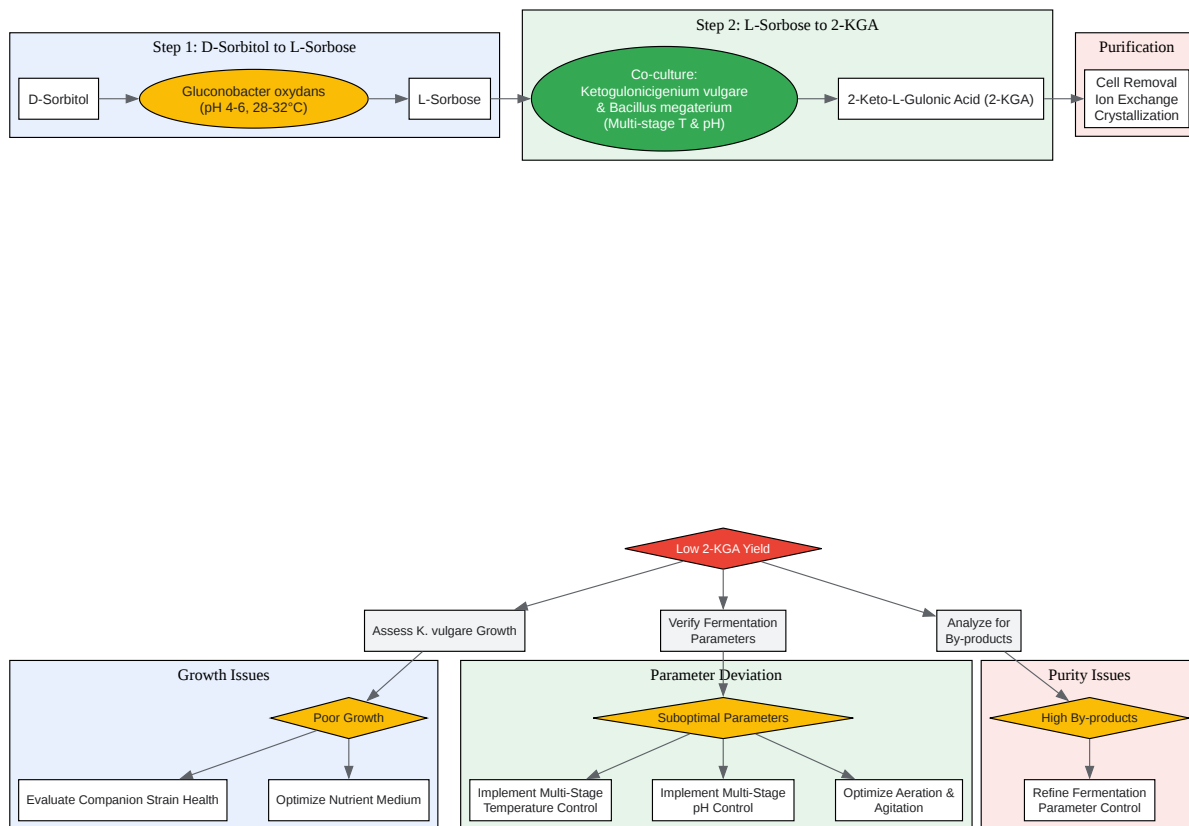 Step 1: D-Sorbitol to L-Sorbose
D-Sorbitol
Gluconobacter oxydans
(pH 4-6, 28-32°C)
L-Sorbose
Step 2: L-Sorbose to 2-KGA
Co-culture:
Ketogulonicigenium vulgare
& Bacillus megaterium
(Multi-stage T & pH)
2-Keto-L-Gulonic Acid (2-KGA)
Purification
Cell Removal
Ion Exchange
Crystallization
Low 2-KGA Yield
Assess K. vulgare Growth
Verify Fermentation
Parameters
Analyze for
By-products
Growth Issues
Poor Growth
Evaluate Companion Strain Health
Optimize Nutrient Medium
Parameter Deviation
Suboptimal Parameters
Implement Multi-Stage
Temperature Control
Implement Multi-Stage
pH Control
Optimize Aeration &
Agitation
Purity Issues
High By-products
Refine Fermentation
Parameter Control